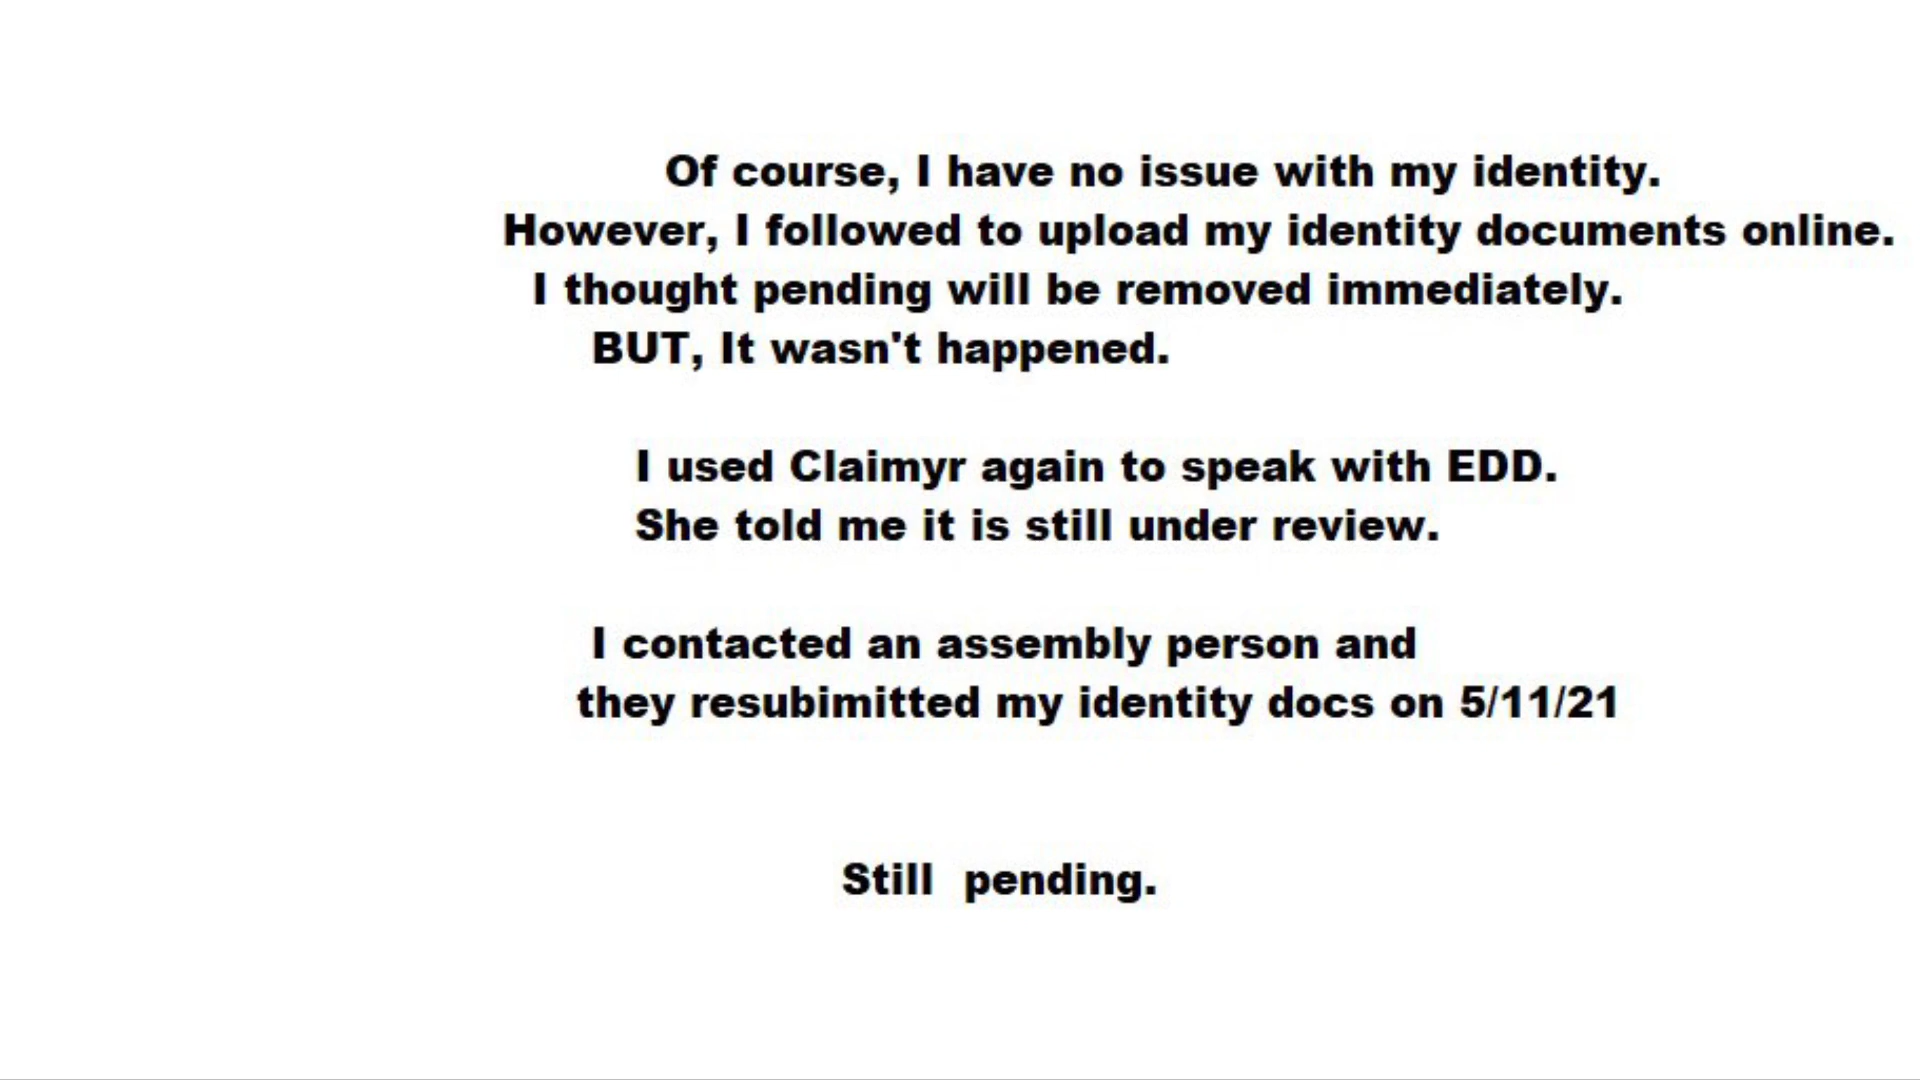 Of course, I have no issue with my identity.
However, I followed to upload my identity documents online.
I thought pending will be removed immediately.
BUT, It wasn't happened.
I used Claimyr again to speak with EDD.
She told me it is still under review.
I contacted an assembly person and
they resubimitted my identity docs on 5/11/21
Still pending.